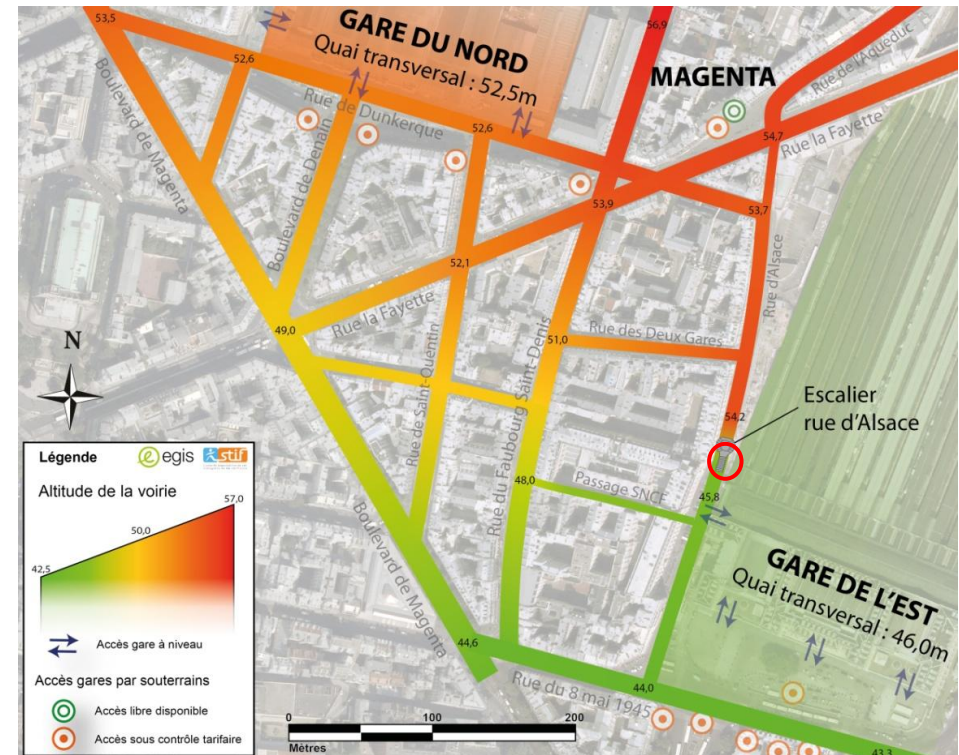 53,5
GARE DU NORD
Quai transversal : 52,5m
56,9
MAGENTA
Rue de l'Aqueduc
52,6
Boulevard de Magenta
Rue de Dunkerque
52,6
54,7
Rue la Fayette
Boulevard de Denain
53,9
53,7
52,1
Rue d'Alsace
N
49,0
Rue la Fayette
51,0
Rue des Deux Gares
Rue de Saint-Quentin
Rue du Faubourg Saint-Denis
54,2
Escalier
rue d'Alsace
48,0
Passage SNCF
45,8
Boulevard de Magenta
GARE DE L'EST
Quai transversal : 46,0m
44,6
Rue du 8 mai 1945
44,0
43,3
Légende
egis
stif
Altitude de la voirie
57,0
50,0
42,5
Accès gare à niveau
Accès gares par souterrains
Accès libre disponible
Accès sous contrôle tarifaire
0 100 200
Mètres